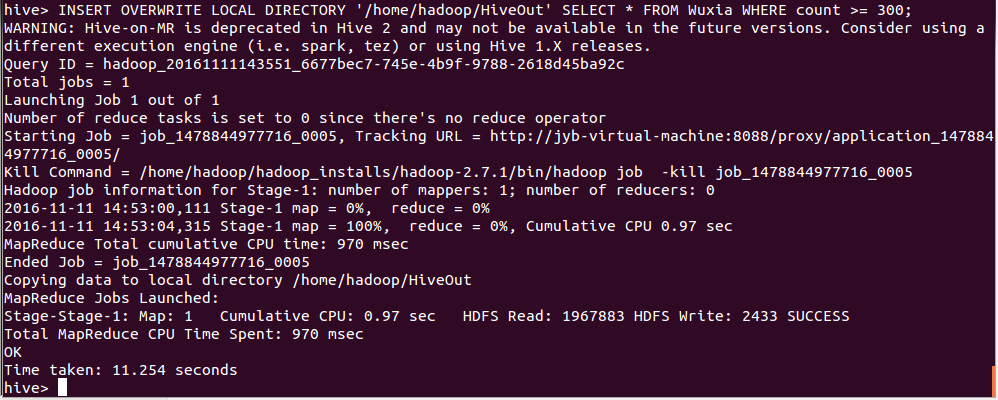 hive> INSERT OVERWRITE LOCAL DIRECTORY '/home/hadoop/HiveOut' SELECT * FROM Wuxia WHERE count >= 300;
WARNING: Hive-on-MR is deprecated in Hive 2 and may not be available in the future versions. Consider using a
different execution engine (i.e. spark, tez) or using Hive 1.X releases.
Query ID = hadoop_20161111143551_6677bec7-745e-4b9f-9788-2618d45ba92c
Total jobs = 1
Launching Job 1 out of 1
Number of reduce tasks is set to 0 since there's no reduce operator
Starting Job = job_1478844977716_0005, Tracking URL = http://jyb-virtual-machine:8088/proxy/application_147884
4977716_0005/
Kill Command = /home/hadoop/hadoop_installs/hadoop-2.7.1/bin/hadoop job  -kill job_1478844977716_0005
Hadoop job information for Stage-1: number of mappers: 1; number of reducers: 0
2016-11-11 14:53:00,111 Stage-1 map = 0%,  reduce = 0%
2016-11-11 14:53:04,315 Stage-1 map = 100%,  reduce = 0%, Cumulative CPU 0.97 sec
MapReduce Total cumulative CPU time: 970 msec
Ended Job = job_1478844977716_0005
Copying data to local directory /home/hadoop/HiveOut
MapReduce Jobs Launched:
Stage-Stage-1: Map: 1   Cumulative CPU: 0.97 sec   HDFS Read: 1967883 HDFS Write: 2433 SUCCESS
Total MapReduce CPU Time Spent: 970 msec
OK
Time taken: 11.254 seconds
hive>